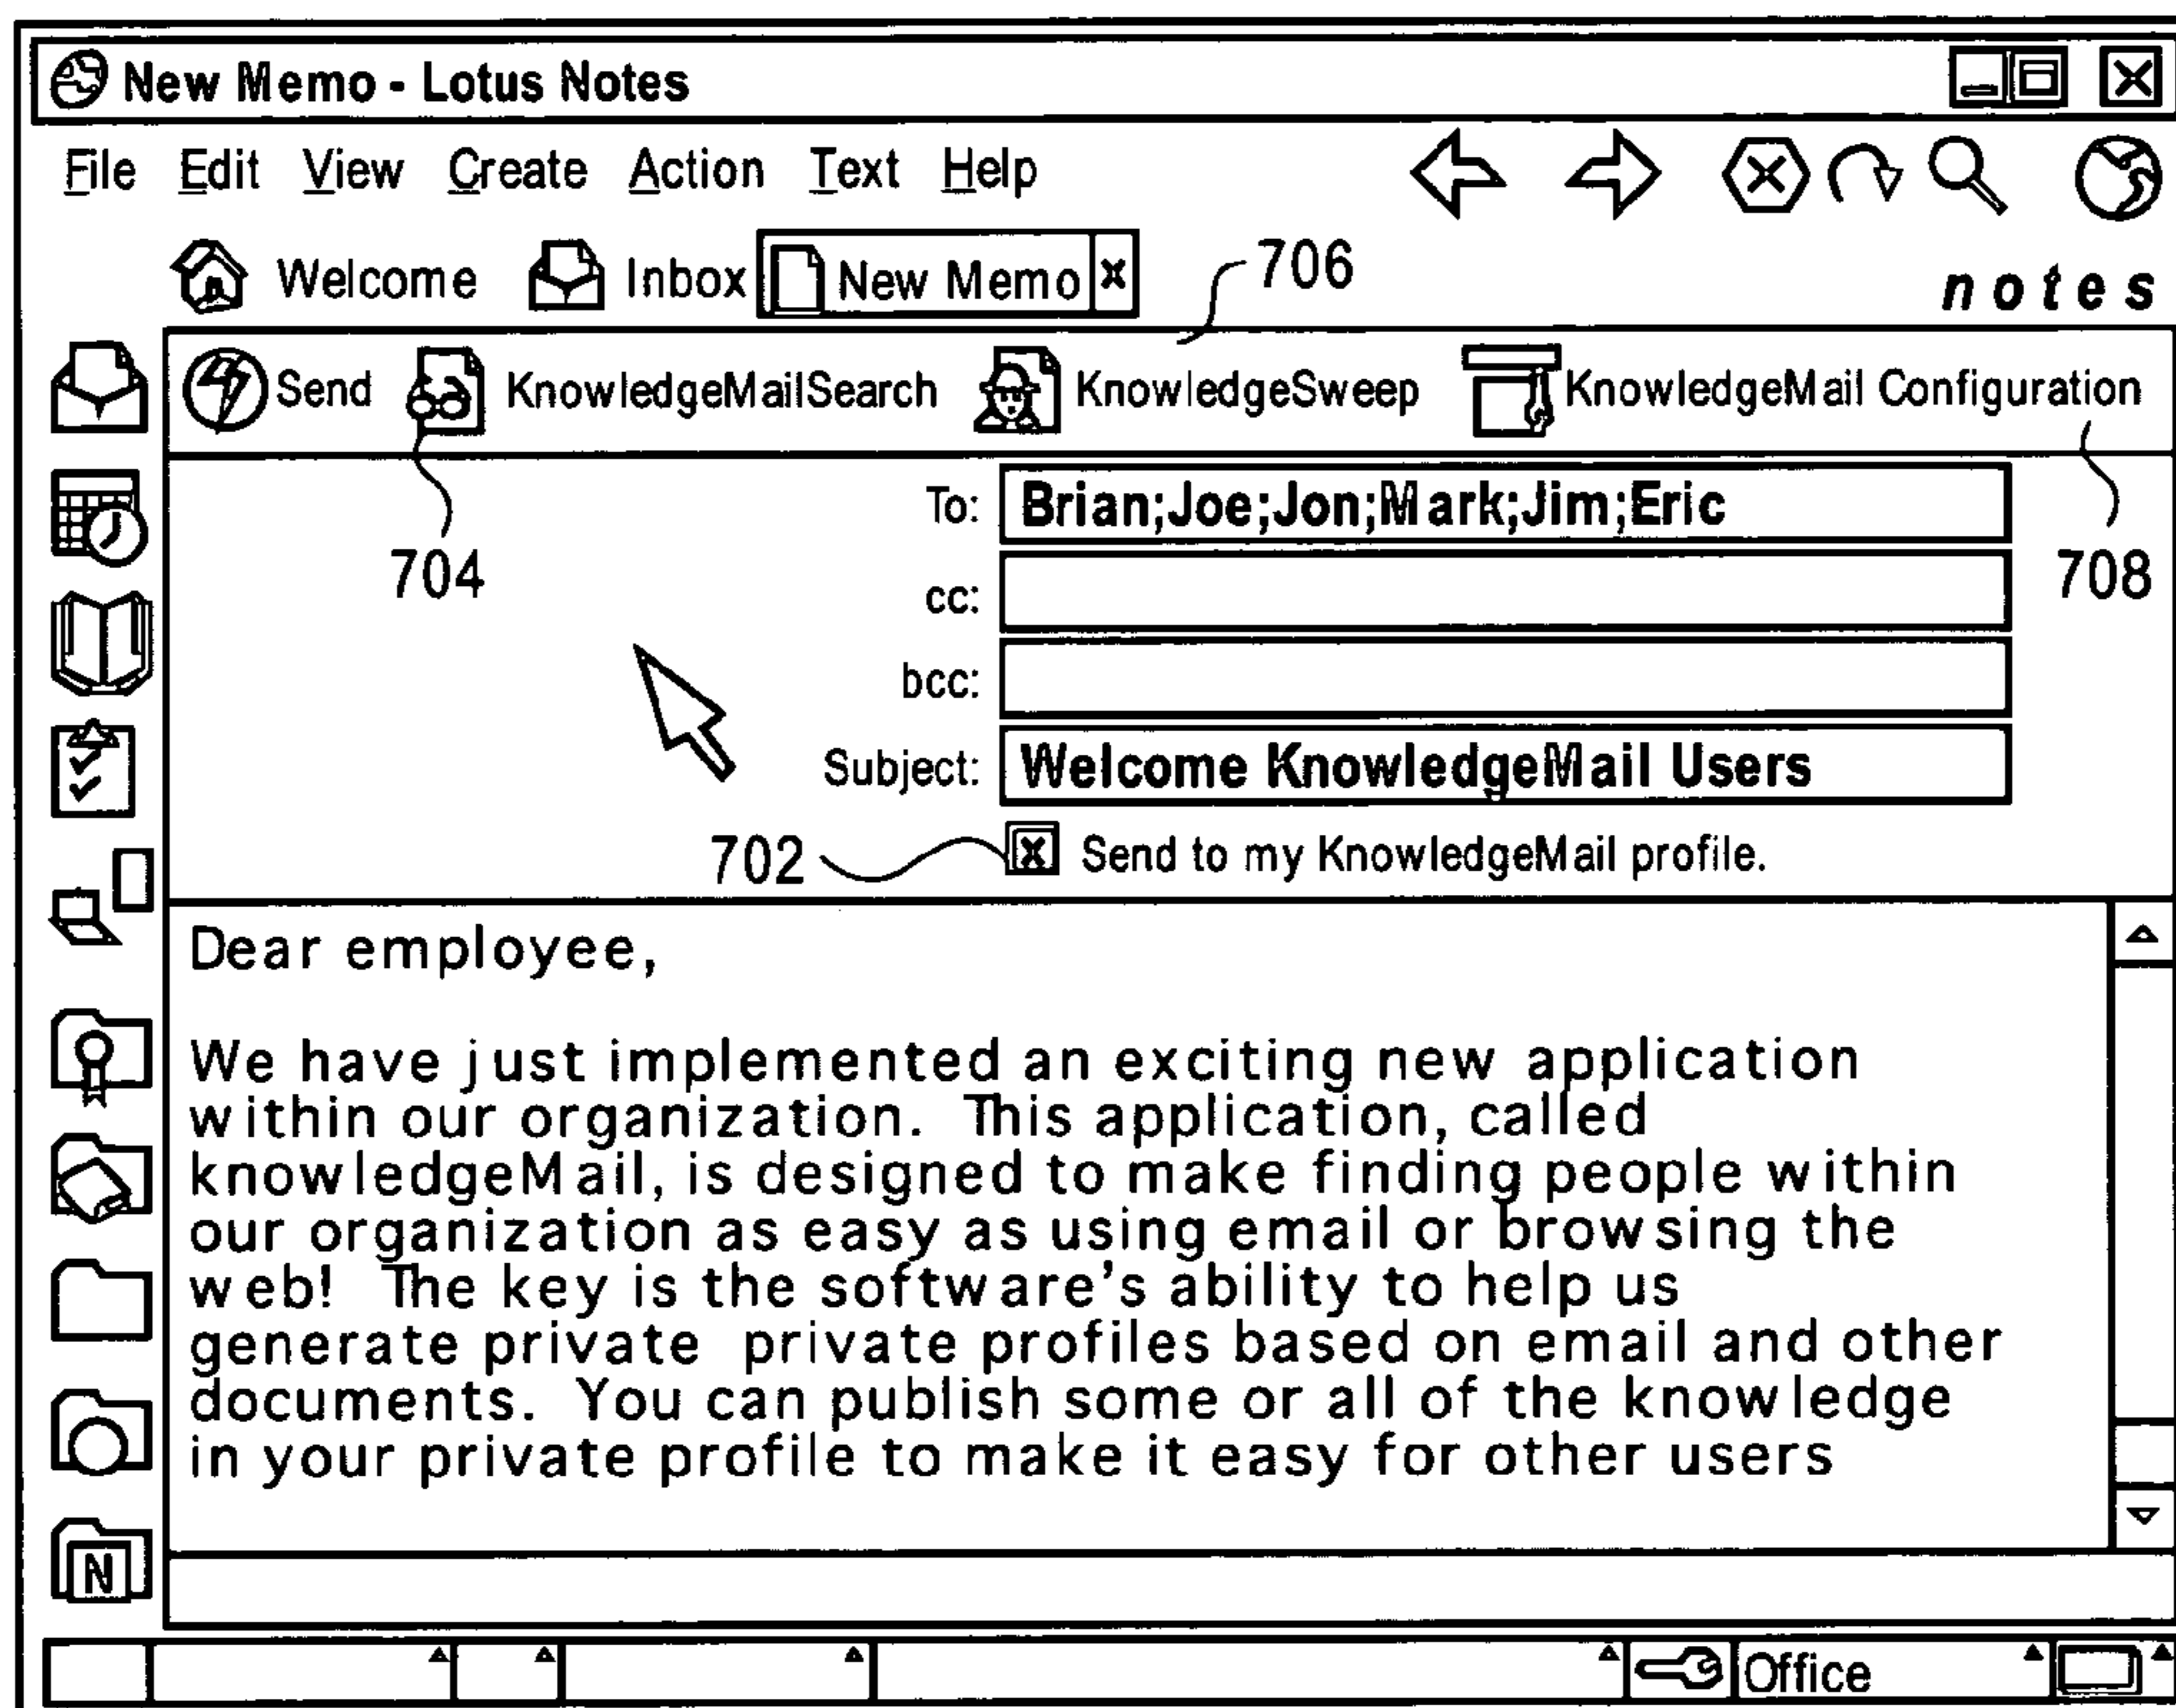 New Memo - Lotus Notes
File Edit View Create Action Text Help
Welcome Inbox New Memo x 706 notes
Send KnowledgeMailSearch KnowledgeSweep KnowledgeMail Configuration
To: Brian;Joe;Jon;Mark;Jim;Eric
704 708
cc:
bcc:
Subject: Welcome KnowledgeMail Users
702 x Send to my KnowledgeMail profile.
Dear employee,
We have just implemented an exciting new application
within our organization. This application, called
knowledgeMail, is designed to make finding people within
our organization as easy as using email or browsing the
web! The key is the software's ability to help us
generate private private profiles based on email and other
documents. You can publish some or all of the knowledge
in your private profile to make it easy for other users
N
Office